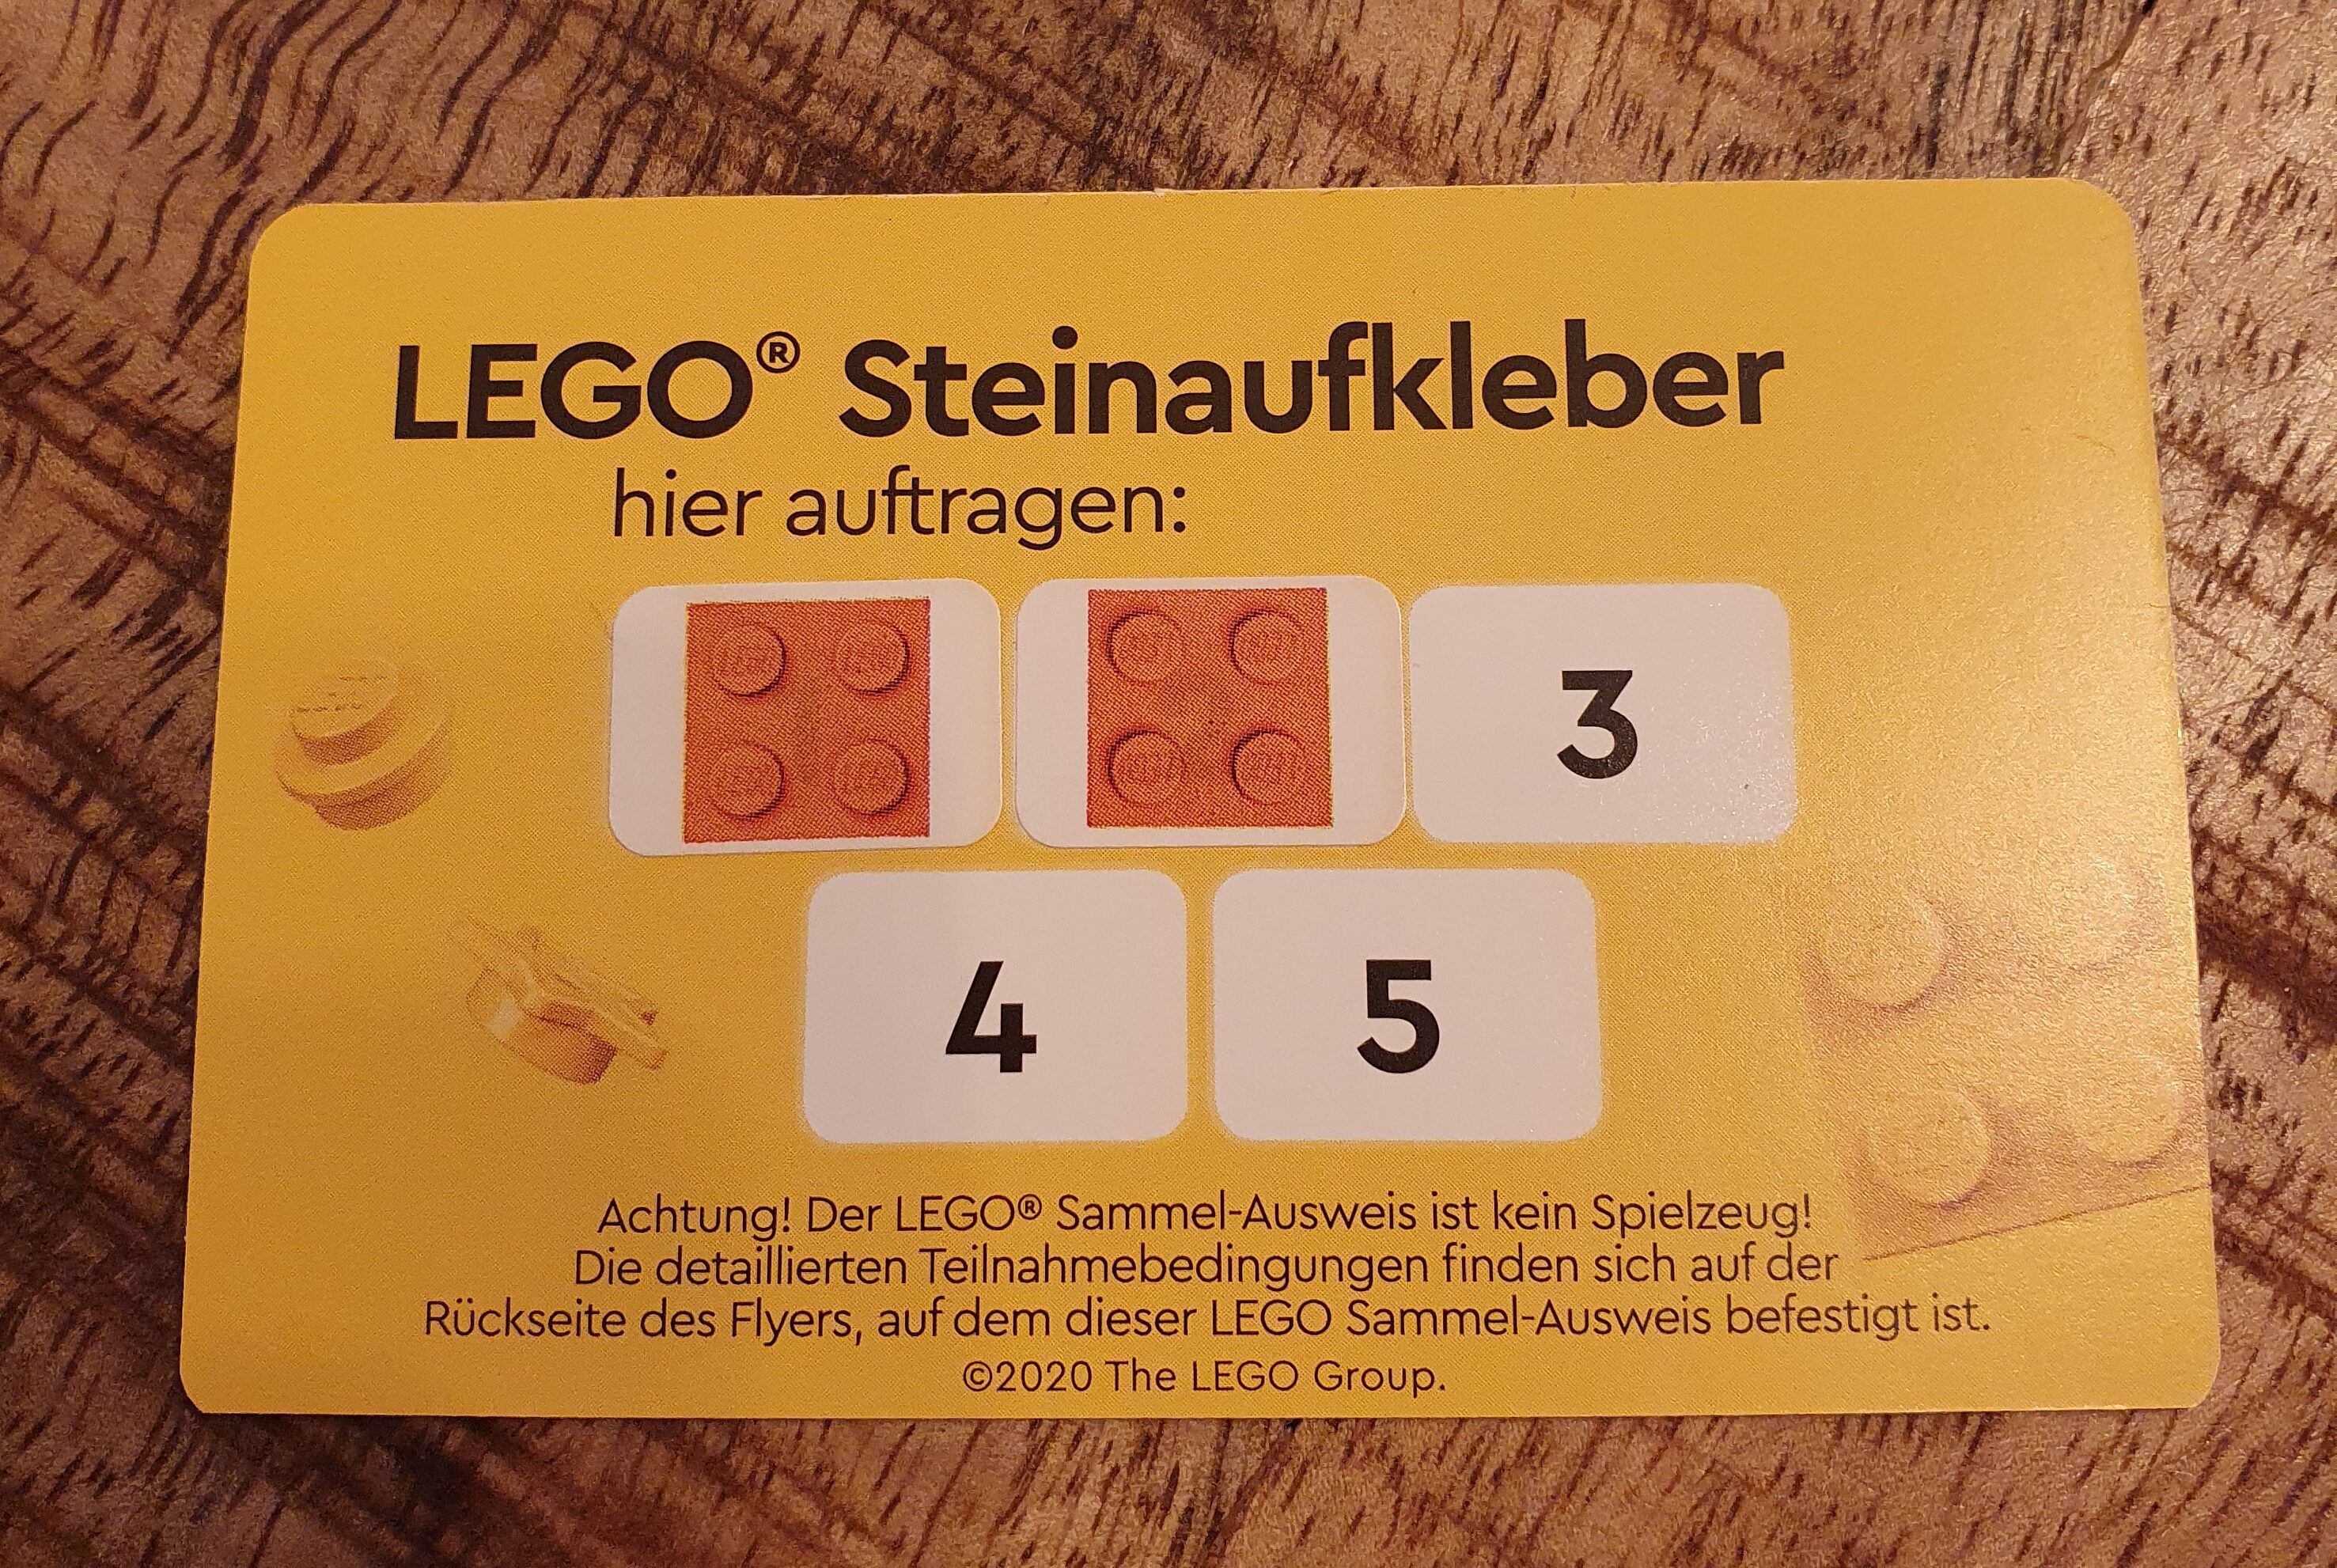 LEGO® Steinaufkleber
hier auftragen:
3
4
5
Achtung! Der LEGO® Sammel-Ausweis ist kein Spielzeug!
Die detaillierten Teilnahmebedingungen finden sich auf der
Rückseite des Flyers, auf dem dieser LEGO Sammel-Ausweis befestigt ist.
©2020 The LEGO Group.